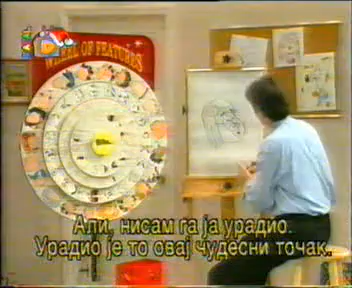 WHEEL OF FEATURES
Али, нисам га ја урадио.
Урадио је то овај чудесни точак.